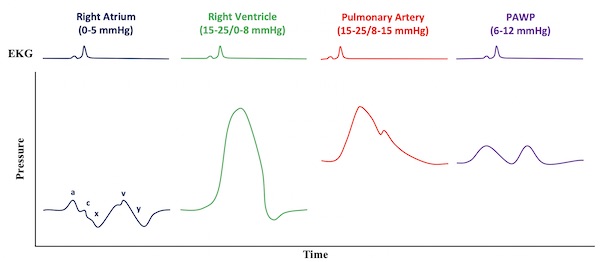 Right Atrium
(0-5 mmHg)
Right Ventricle
(15-25/0-8 mmHg)
Pulmonary Artery
(15-25/8-15 mmHg)
PAWP
(6-12 mmHg)
EKG
Pressure
a
c
x
v
y
Time